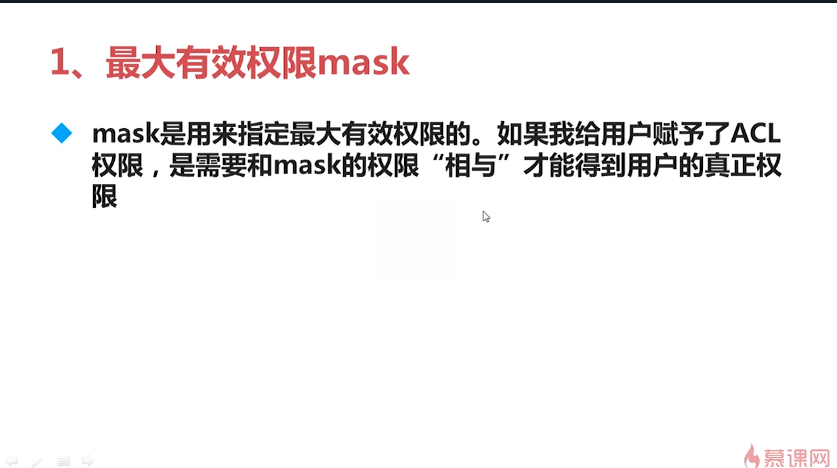 1、最大有效权限mask
mask是用来指定最大有效权限的。如果我给用户赋予了ACL
权限，是需要和mask的权限“相与”才能得到用户的真正权
限
慕课网